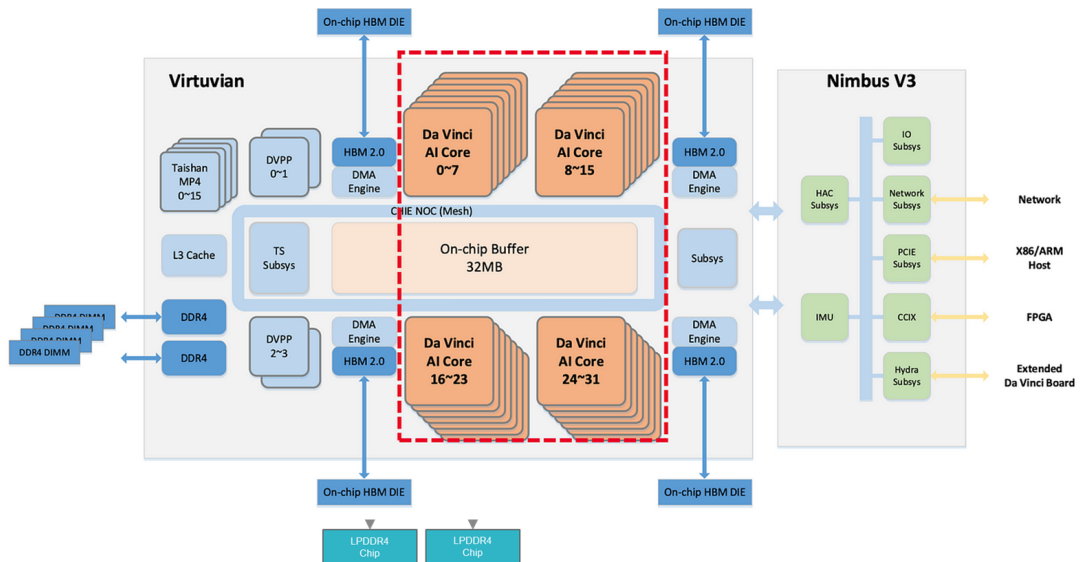 On-chip HBM DIE
On-chip HBM DIE
Virtuvian
Nimbus V3
Da Vinci
AI Core
0~7
Da Vinci
AI Core
8~15
Taishan
MP4
0~15
DVPP
0~1
HBM 2.0
DMA
Engine
HBM 2.0
DMA
Engine
IO
Subsys
HAC
Subsys
Network
Subsys
Network
CHIE NOC (Mesh)
L3 Cache
TS
Subsys
On-chip Buffer
32MB
Subsys
PCIE
Subsys
X86/ARM
Host
DDR4 DIMM
DDR4 DIMM
DDR4 DIMM
DDR4 DIMM
DDR4
DDR4
DVPP
2~3
DMA
Engine
HBM 2.0
Da Vinci
AI Core
16~23
Da Vinci
AI Core
24~31
DMA
Engine
HBM 2.0
IMU
CCIX
FPGA
Hydra
Subsys
Extended
Da Vinci Board
On-chip HBM DIE
On-chip HBM DIE
LPDDR4
Chip
LPDDR4
Chip